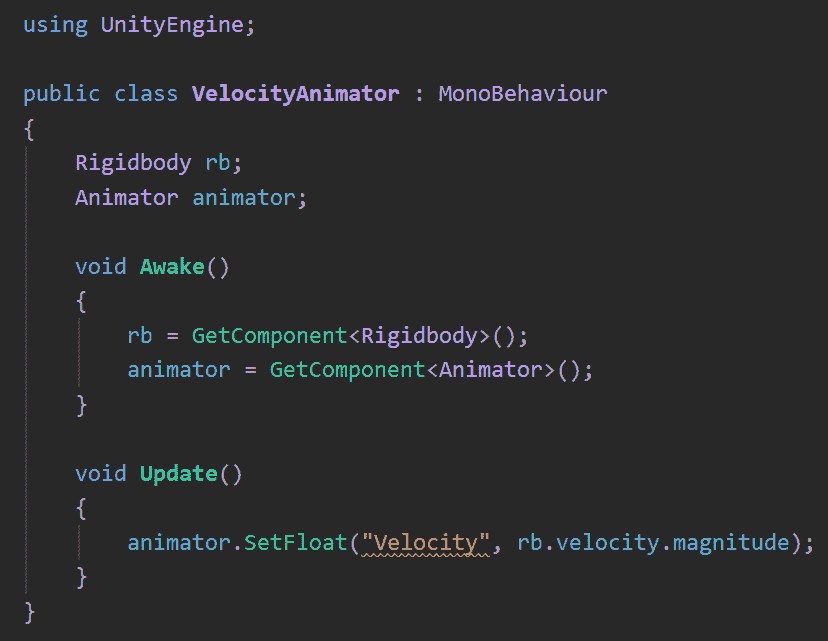 using UnityEngine;
public class VelocityAnimator : MonoBehaviour
{
    Rigidbody rb;
    Animator animator;
    void Awake()
    {
        rb = GetComponent<Rigidbody>();
        animator = GetComponent<Animator>();
    }
    void Update()
    {
        animator.SetFloat("Velocity", rb.velocity.magnitude);
    }
}